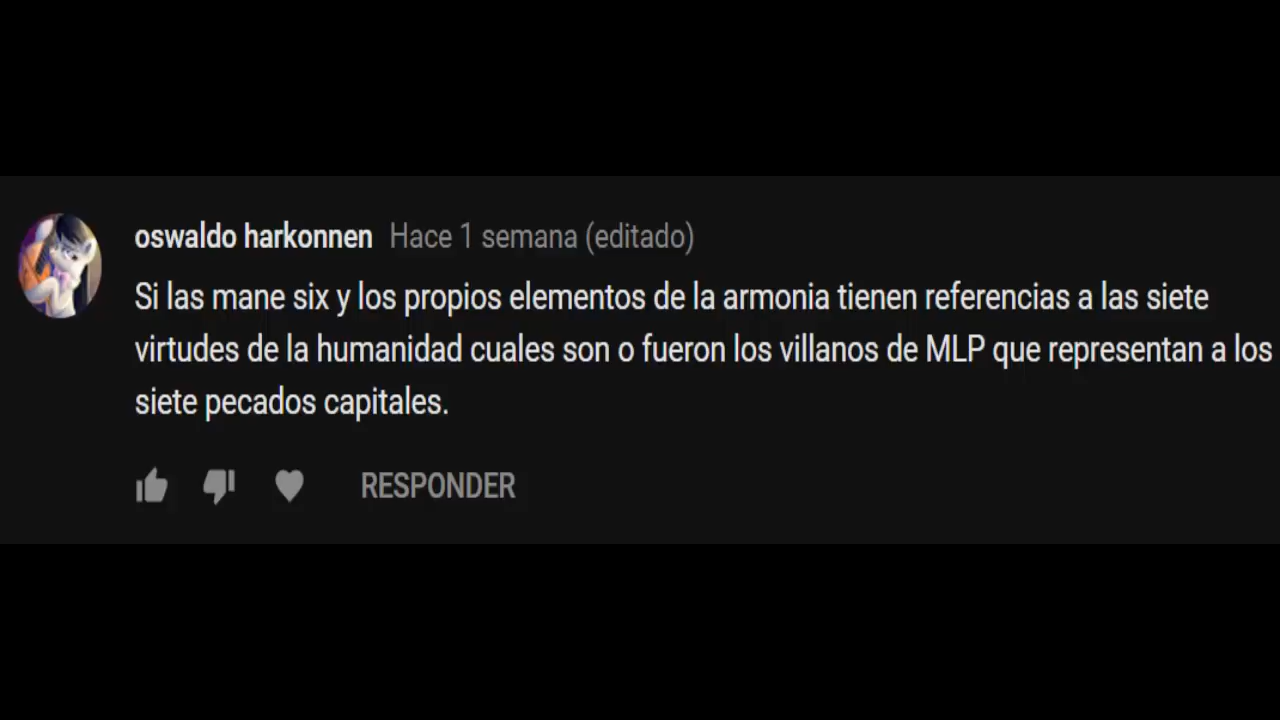 oswaldo harkonnen Hace 1 semana (editado)
Si las mane six y los propios elementos de la armonia tienen referencias a las siete
virtudes de la humanidad cuales son o fueron los villanos de MLP que representan a los
siete pecados capitales.
RESPONDER